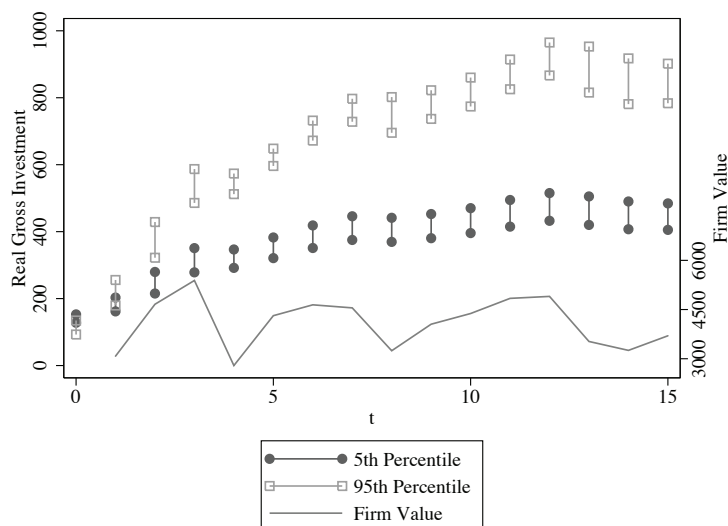 1000
800
600
400
200
0
Real Gross Investment
6000
4500
3000
Firm Value
0
5
10
15
t
5th Percentile
95th Percentile
Firm Value